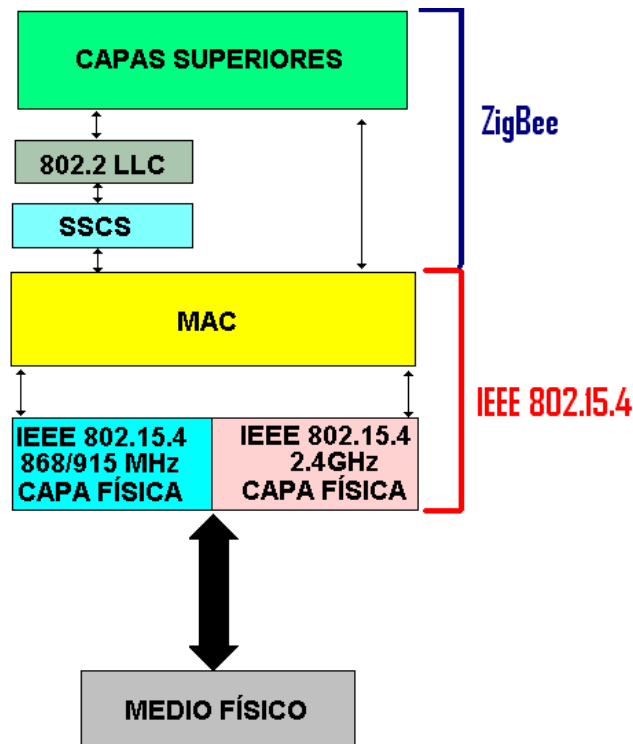 CAPAS SUPERIORES
ZigBee
802.2 LLC
SSCS
MAC
IEEE 802.15.4
IEEE 802.15.4
868/915 MHz
CAPA FÍSICA
IEEE 802.15.4
2.4GHz
CAPA FÍSICA
MEDIO FÍSICO